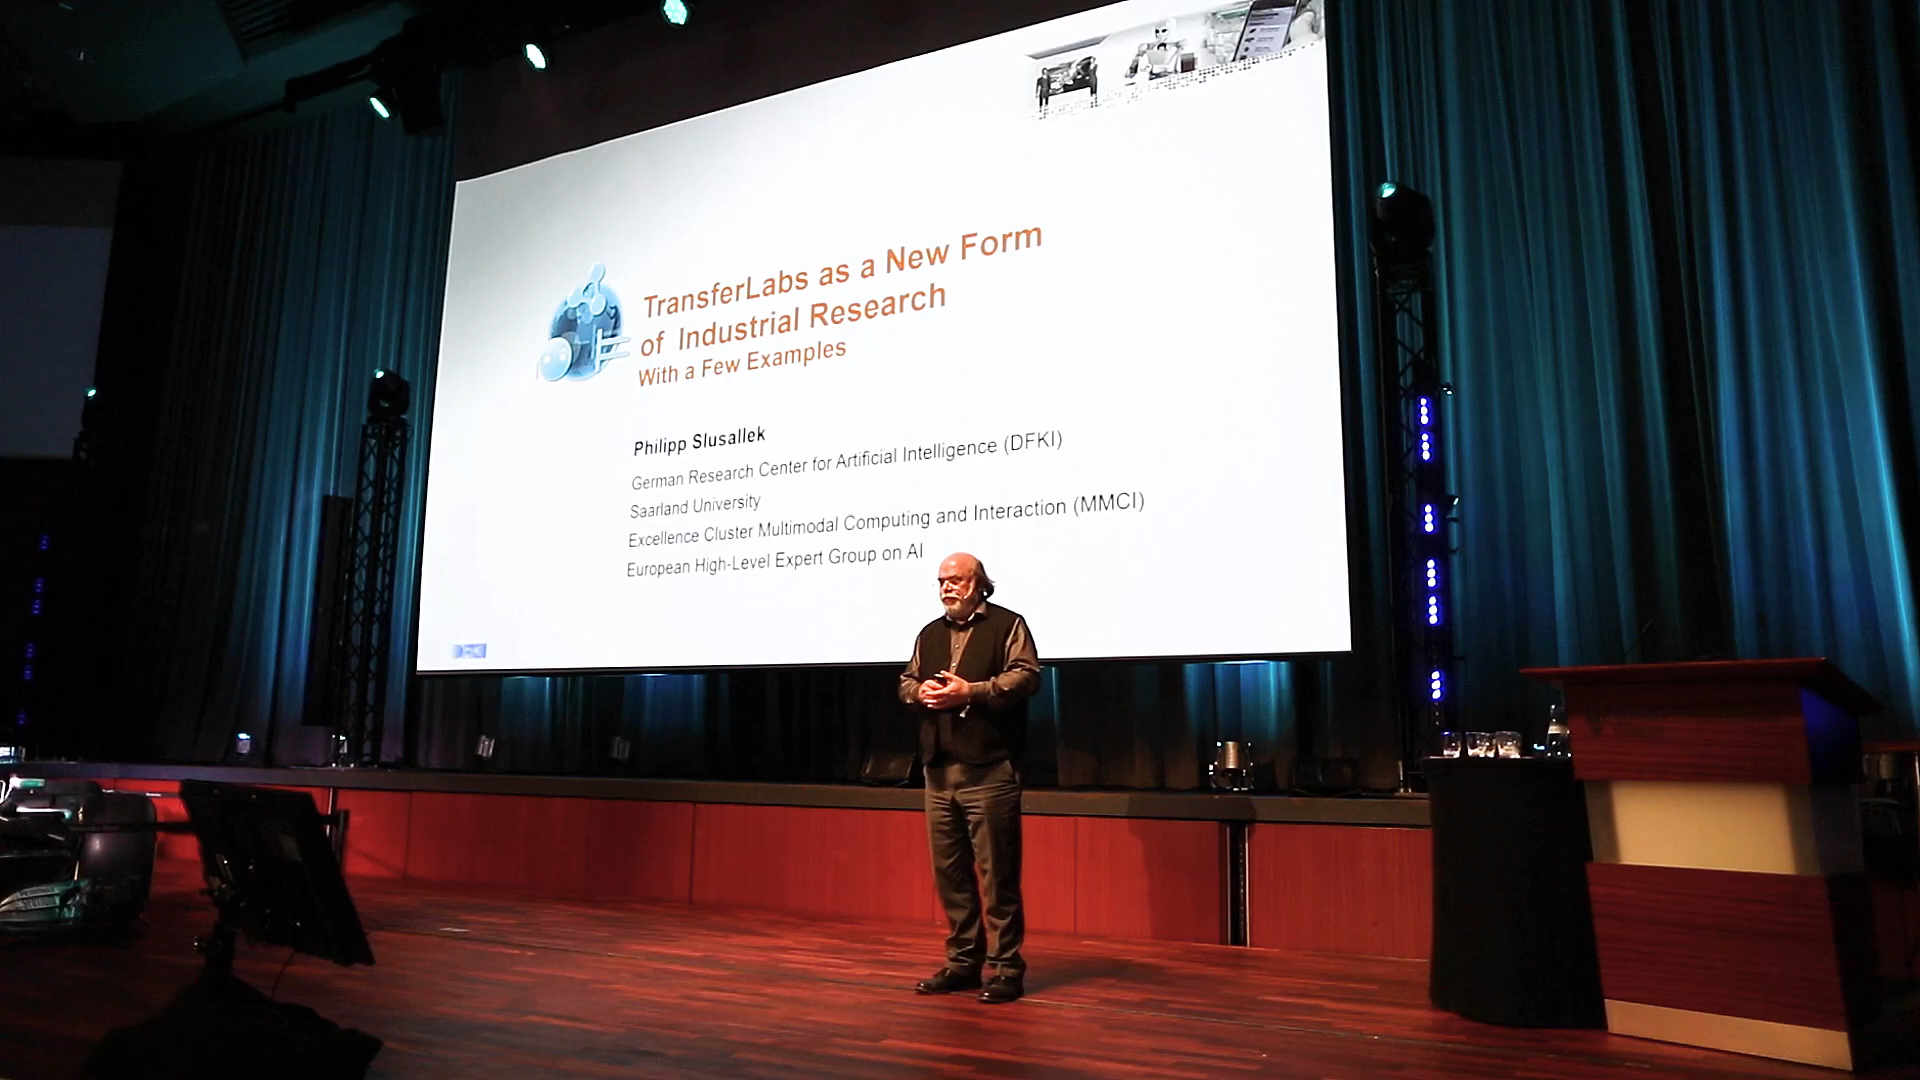 TransferLabs as a New Form
of Industrial Research
With a Few Examples
Philipp Slusallek
German Research Center for Artificial Intelligence (DFKI)
Saarland University
Excellence Cluster Multimodal Computing and Interaction (MMCI)
European High-Level Expert Group on AI
DFKI